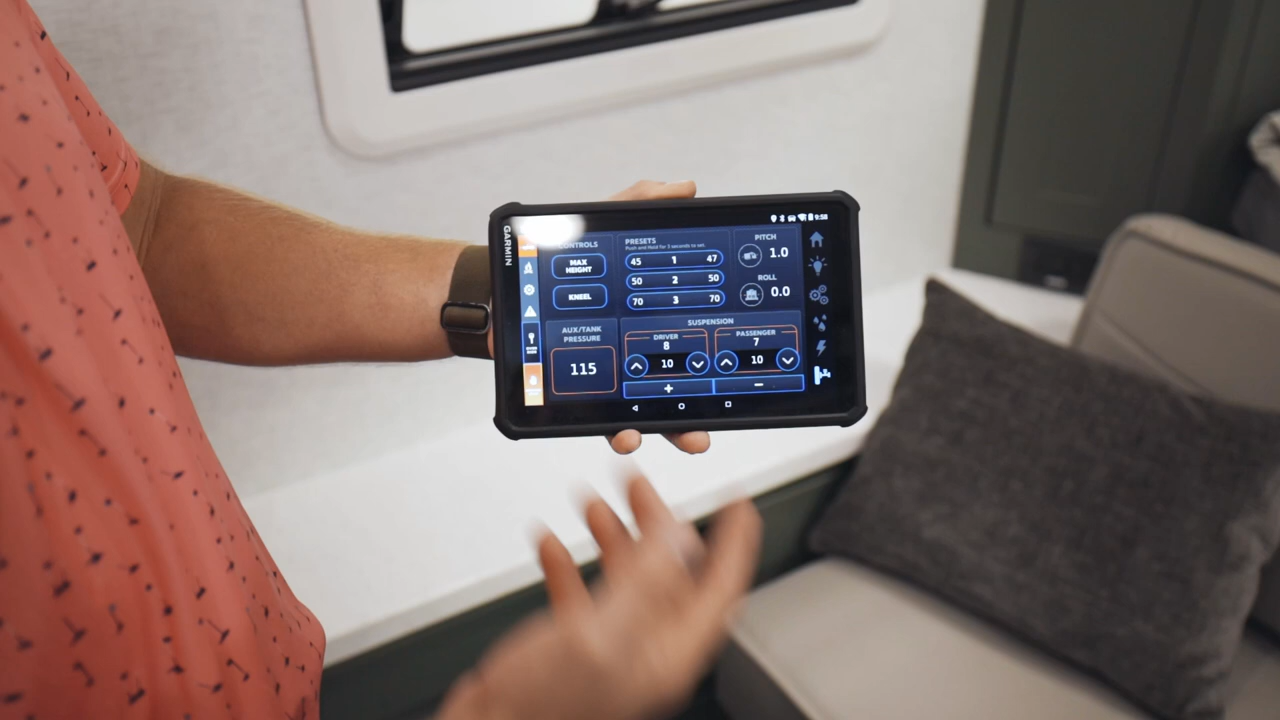 GARMIN
9:58
CONTROLS
MAX
HEIGHT
KNEEL
PRESETS
Push and Hold for 3 seconds to set.
45 1 47
50 2 50
70 3 70
PITCH
1.0
ROLL
0.0
AUX/TANK
PRESSURE
115
SUSPENSION
DRIVER
8
10
PASSENGER
7
10
+
−